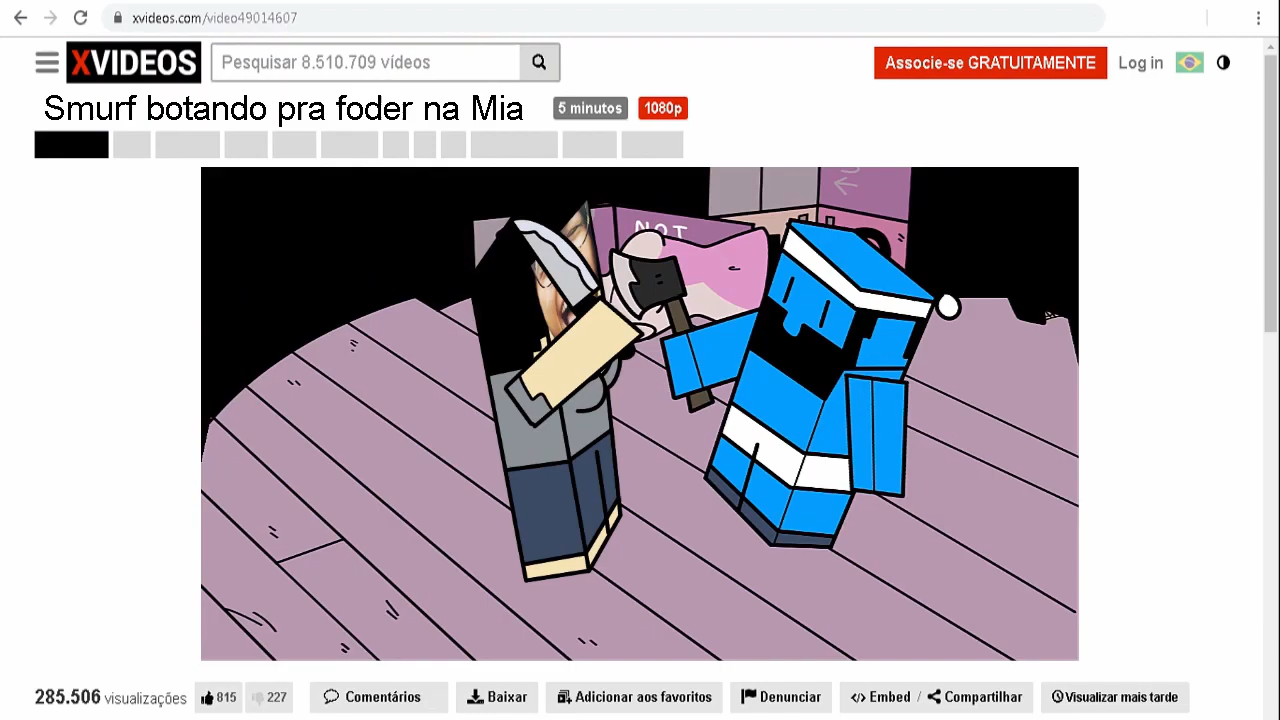 xvideos.com/video49014607
XVIDEOS
Pesquisar 8.510.709 vídeos
Associe-se GRATUITAMENTE
Log in
Smurf botando pra foder na Mia
5 minutos
1080p
NOT
285.506 visualizações
815
227
Comentários
Baixar
Adicionar aos favoritos
Denunciar
Embed / Compartilhar
Visualizar mais tarde